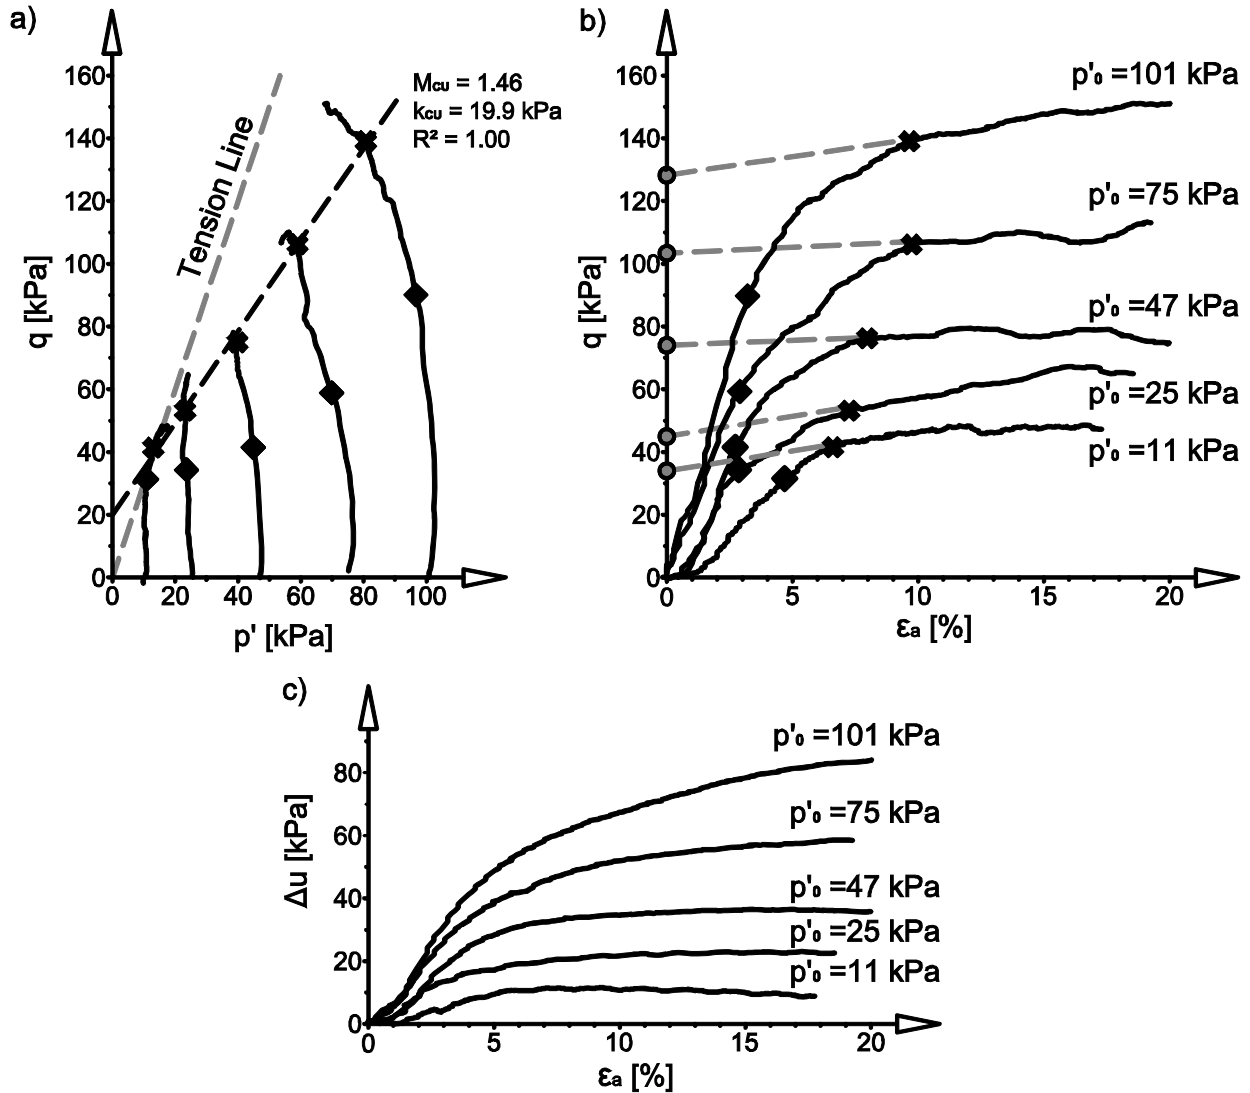 a)
160
140
120
100
80
60
40
20
0
q [kPa]
0 20 40 60 80 100
p' [kPa]
Tension Line
Mcu = 1.46
kcu = 19.9 kPa
R² = 1.00
b)
160
140
120
100
80
60
40
20
0
q [kPa]
0 5 10 15 20
εa [%]
p'₀ =101 kPa
p'₀ =75 kPa
p'₀ =47 kPa
p'₀ =25 kPa
p'₀ =11 kPa
c)
80
60
40
20
0
Δu [kPa]
0 5 10 15 20
εa [%]
p'₀ =101 kPa
p'₀ =75 kPa
p'₀ =47 kPa
p'₀ =25 kPa
p'₀ =11 kPa